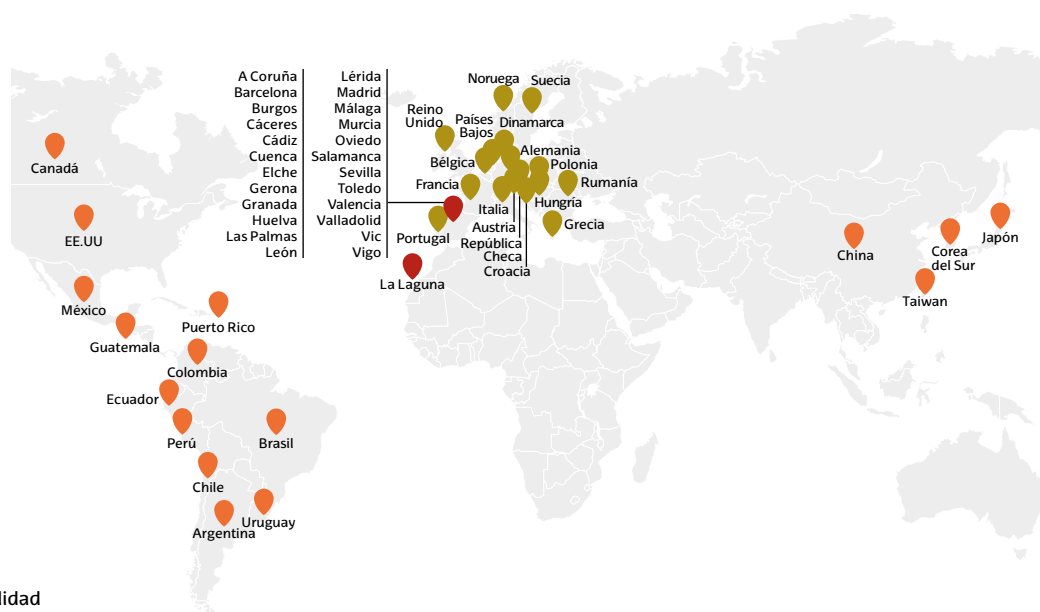 A Coruña
Barcelona
Burgos
Cáceres
Cádiz
Cuenca
Elche
Gerona
Granada
Huelva
Las Palmas
León
Lérida
Madrid
Málaga
Murcia
Oviedo
Salamanca
Sevilla
Toledo
Valencia
Valladolid
Vic
Vigo
Noruega
Suecia
Reino
Unido
Países
Bajos
Dinamarca
Alemania
Bélgica
Polonia
Francia
Rumanía
Italia
Hungría
Portugal
Austria
Grecia
República
Checa
Croacia
La Laguna
Canadá
EE.UU
México
Puerto Rico
Guatemala
Colombia
Ecuador
Perú
Brasil
Chile
Uruguay
Argentina
China
Corea
del Sur
Japón
Taiwan
lidad